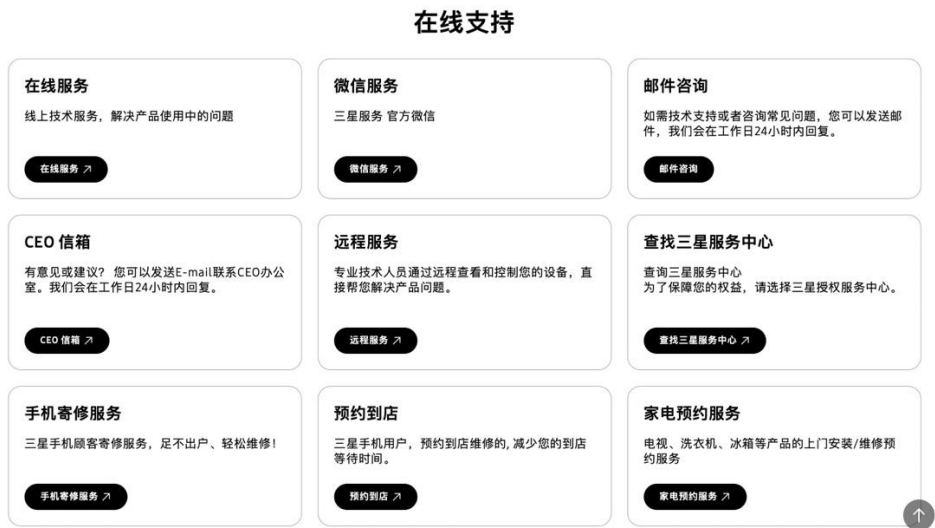 在线支持
在线服务
线上技术服务，解决产品使用中的问题
在线服务
微信服务
三星服务 官方微信
微信服务
邮件咨询
如需技术支持或者咨询常见问题，您可以发送邮
件，我们会在工作日24小时内回复。
邮件咨询
CEO 信箱
有意见或建议？ 您可以发送E-mail联系CEO办公
室。我们会在工作日24小时内回复。
CEO 信箱
远程服务
专业技术人员通过远程查看和控制您的设备，直
接帮您解决产品问题。
远程服务
查找三星服务中心
查询三星服务中心
为了保障您的权益，请选择三星授权服务中心。
查找三星服务中心
手机寄修服务
三星手机顾客寄修服务，足不出户、轻松维修！
手机寄修服务
预约到店
三星手机用户，预约到店维修的, 减少您的到店
等待时间。
预约到店
家电预约服务
电视、洗衣机、冰箱等产品的上门安装/维修预
约服务
家电预约服务